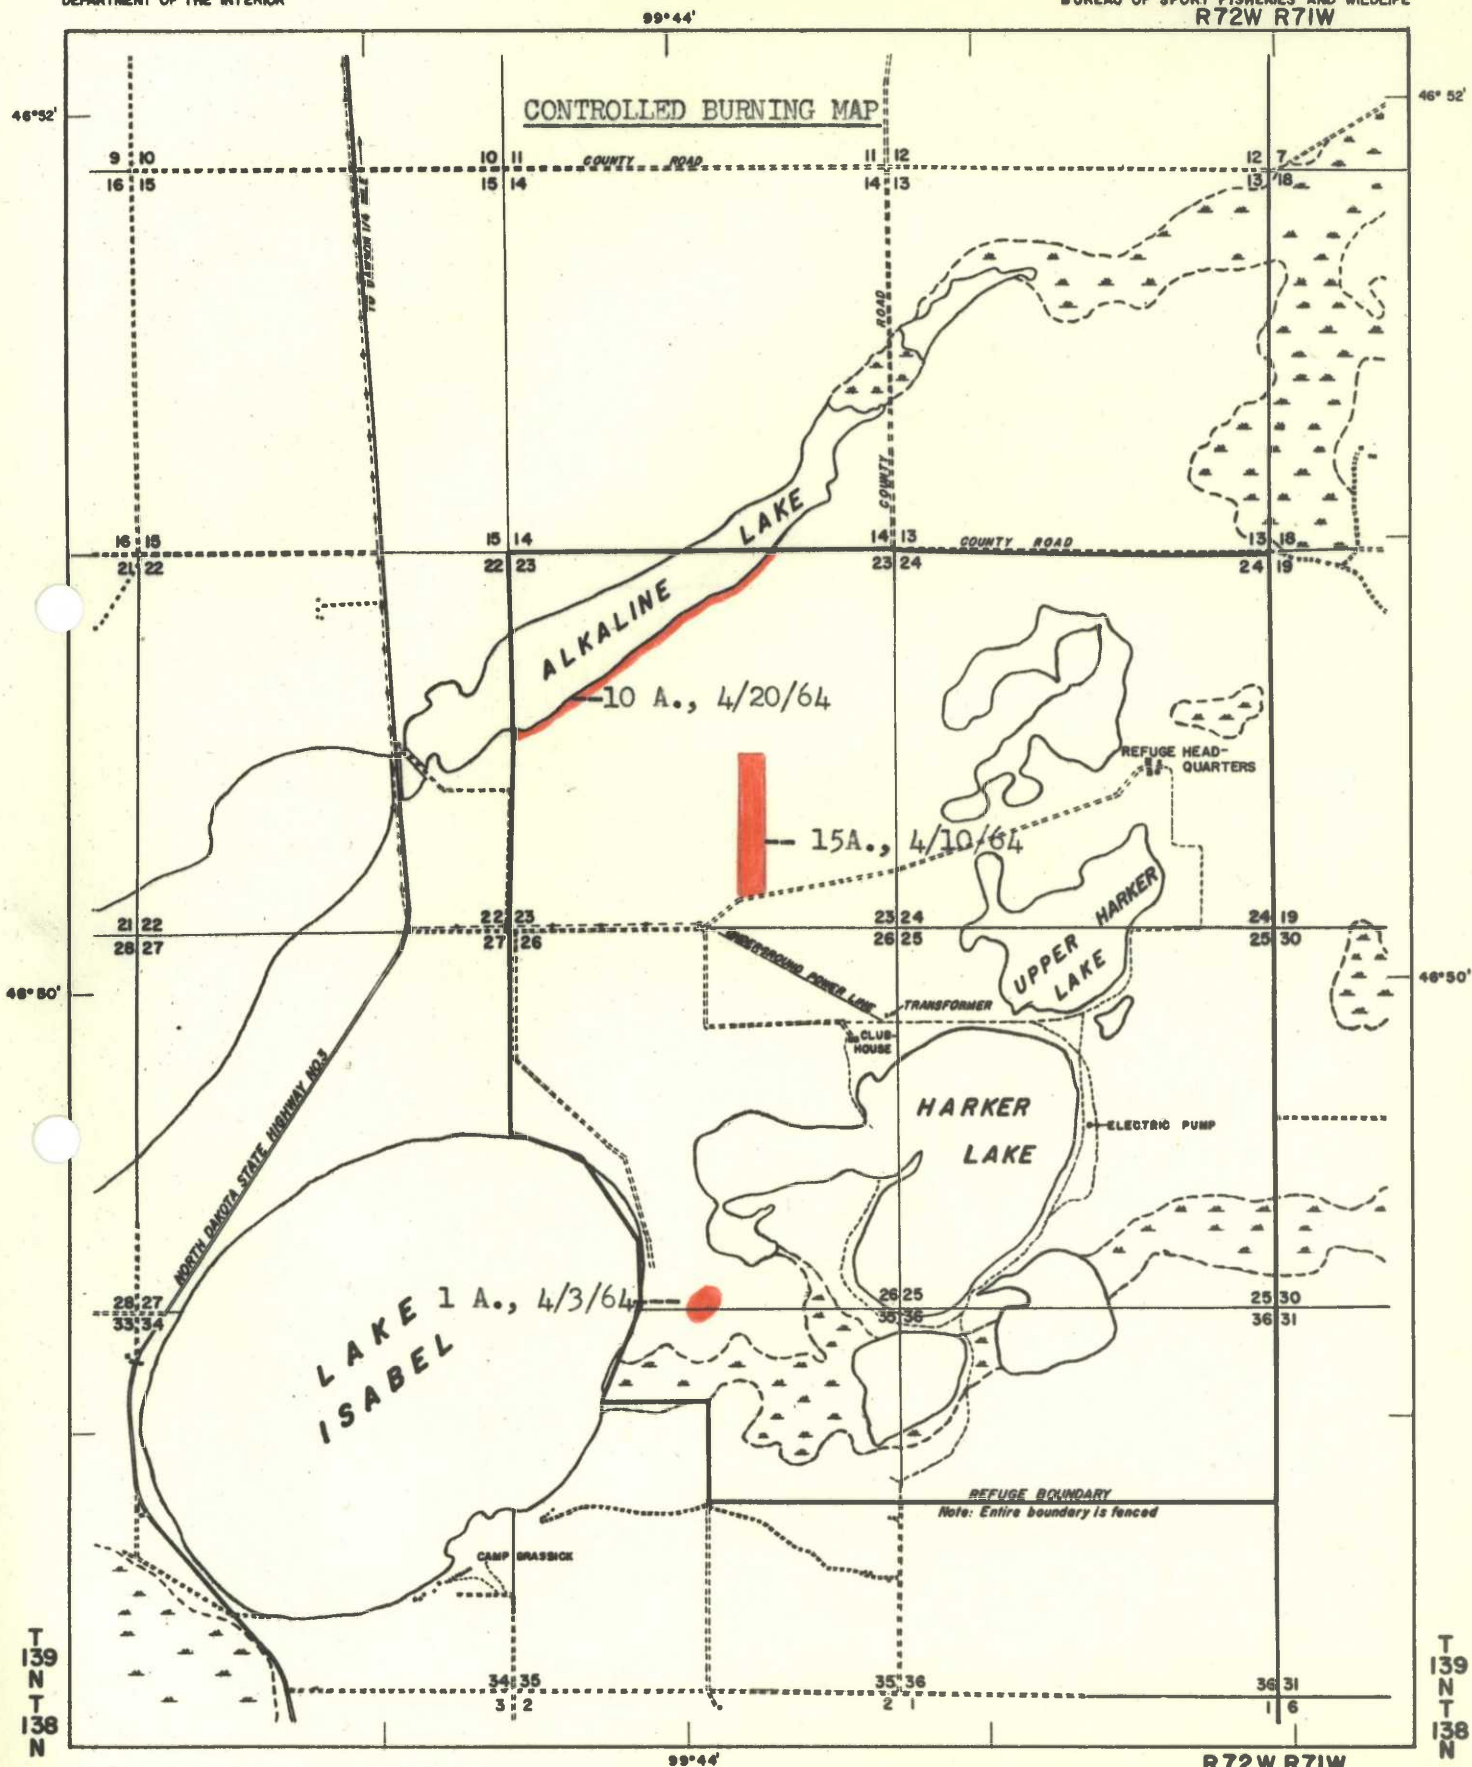 DEPARTMENT OF THE INTERIOR
BUREAU OF SPORT FISHERIES AND WILDLIFE
99°44'
R72W R71W
46°52'
46°52'
CONTROLLED BURNING MAP
9 10
10 11
COUNTY ROAD
11 12
12 7
16 15
15 14
14 13
13 18
TO DAWSON 1/4 MILE
COUNTY ROAD
ALKALINE LAKE
16 15
15 14
14 13
COUNTY ROAD
13 18
21 22
22 23
23 24
24 19
10 A., 4/20/64
REFUGE HEAD-
QUARTERS
15A., 4/10/64
21 22
22 23
23 24
24 19
28 27
27 26
26 25
25 30
UPPER HARKER
LAKE
46°50'
46°50'
UNDERGROUND POWER LINE
TRANSFORMER
CLUB-
HOUSE
HARKER
LAKE
ELECTRIC PUMP
NORTH DAKOTA STATE HIGHWAY NO.3
1 A., 4/3/64
28 27
26 25
25 30
33 34
35 36
36 31
LAKE
ISABEL
REFUGE BOUNDARY
Note: Entire boundary is fenced
CAMP GRASSICK
T
139
N
T
138
N
T
139
N
T
138
N
34 35
35 36
36 31
3 2
2 1
1 6
99°44'
R72W R71W